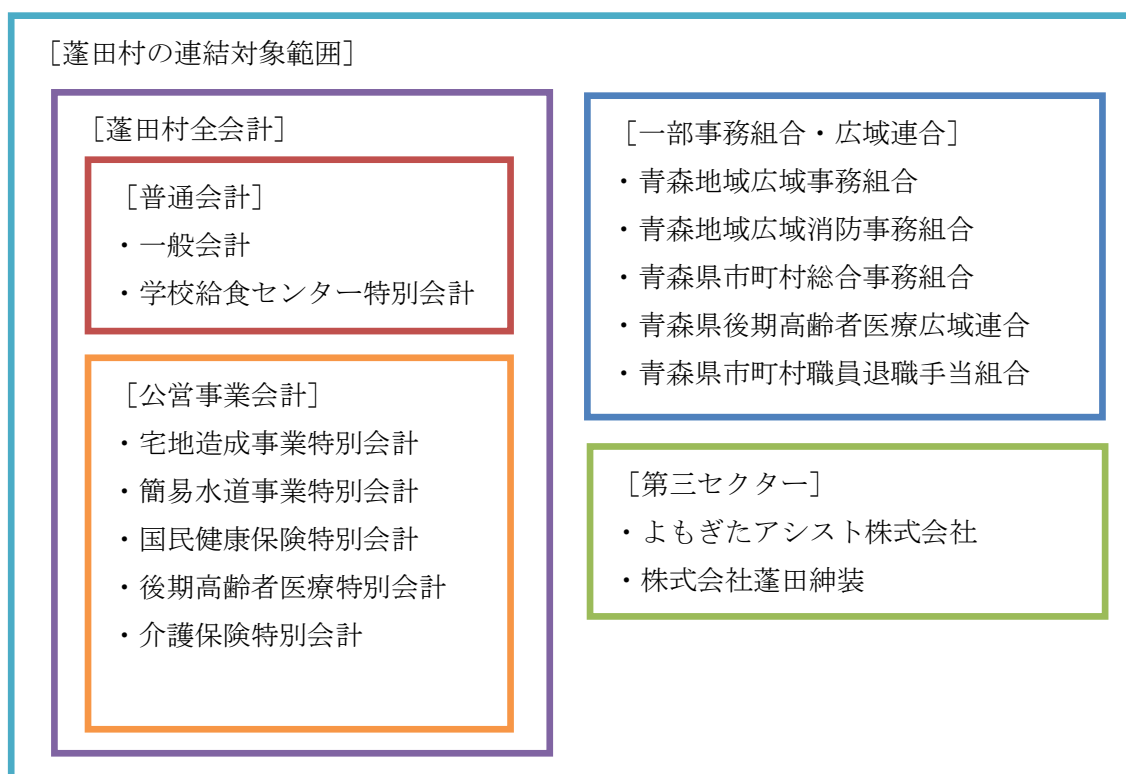 ［蓬田村の連結対象範囲］
［蓬田村全会計］
［普通会計］
・一般会計
・学校給食センター特別会計
［公営事業会計］
・宅地造成事業特別会計
・簡易水道事業特別会計
・国民健康保険特別会計
・後期高齢者医療特別会計
・介護保険特別会計
［一部事務組合・広域連合］
・青森地域広域事務組合
・青森地域広域消防事務組合
・青森県市町村総合事務組合
・青森県後期高齢者医療広域連合
・青森県市町村職員退職手当組合
［第三セクター］
・よもぎたアシスト株式会社
・株式会社蓬田紳装